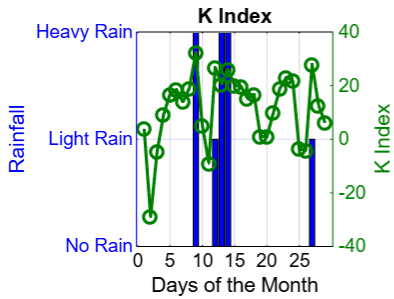 K Index
Heavy Rain
Light Rain
No Rain
Rainfall
40
20
0
-20
-40
K Index
0 5 10 15 20 25
Days of the Month